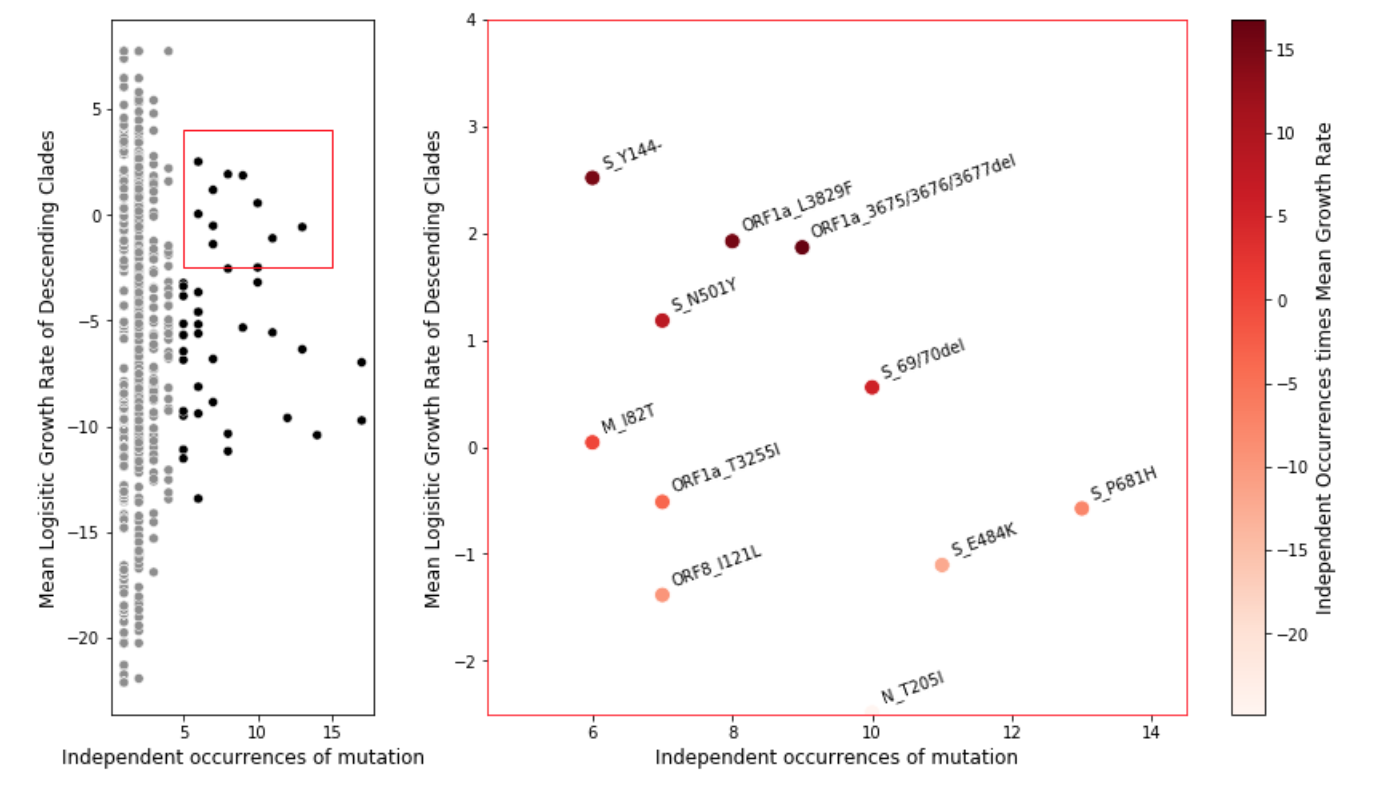 Mean Logisitic Growth Rate of Descending Clades
5
0
−5
−10
−15
−20
5 10 15
Independent occurrences of mutation
Mean Logisitic Growth Rate of Descending Clades
4
3
2
1
0
−1
−2
S_Y144-
ORF1a_L3829F
ORF1a_3675/3676/3677del
S_N501Y
S_69/70del
M_I82T
ORF1a_T3255I
S_P681H
S_E484K
ORF8_I121L
N_T205I
6 8 10 12 14
Independent occurrences of mutation
15
10
5
0
−5
−10
−15
−20
Independent Occurrences times Mean Growth Rate